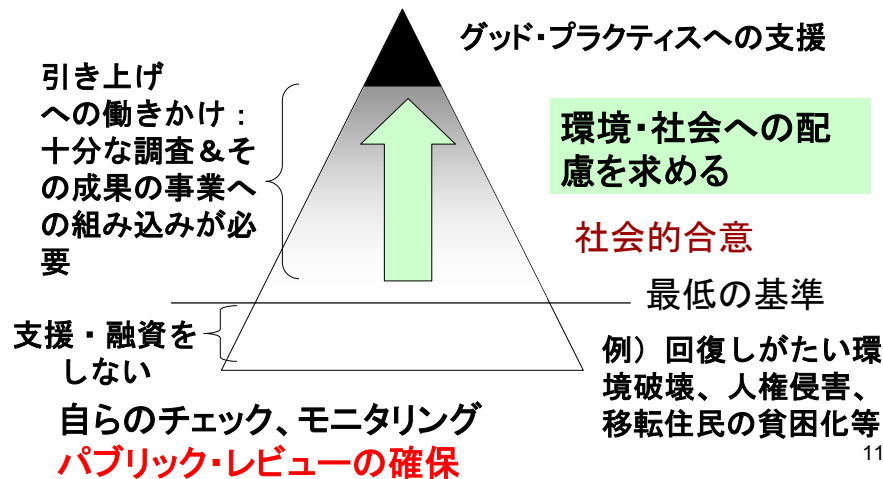 グッド・プラクティスへの支援
引き上げ
への働きかけ：
十分な調査＆そ
の成果の事業へ
の組み込みが必
要
環境・社会への配
慮を求める
社会的合意
最低の基準
支援・融資を
しない
例）回復しがたい環
境破壊、人権侵害、
移転住民の貧困化等
自らのチェック、モニタリング
パブリック・レビューの確保
11